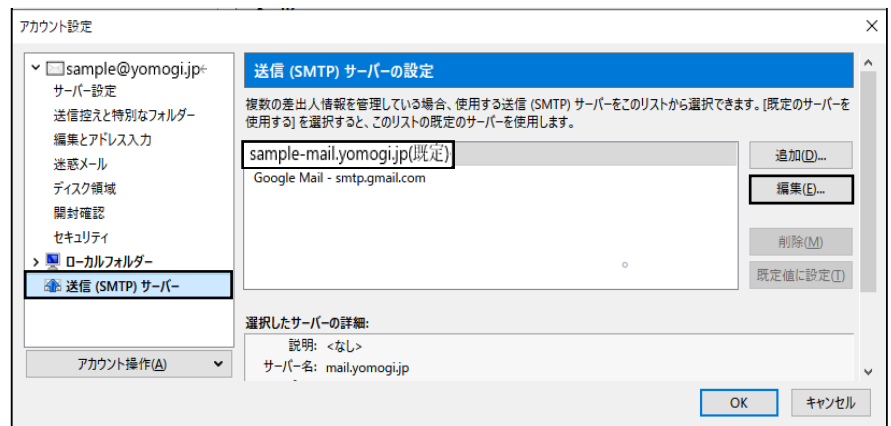 アカウント設定
sample@yomogi.jp
サーバー設定
送信控えと特別なフォルダー
編集とアドレス入力
迷惑メール
ディスク領域
開封確認
セキュリティ
ローカルフォルダー
送信 (SMTP) サーバー
アカウント操作(A)
送信 (SMTP) サーバーの設定
複数の差出人情報を管理している場合、使用する送信 (SMTP) サーバーをこのリストから選択できます。[既定のサーバーを
使用する] を選択すると、このリストの既定のサーバーを使用します。
sample-mail.yomogi.jp(既定)
Google Mail - smtp.gmail.com
追加(D)...
編集(E)...
削除(M)
既定値に設定(T)
選択したサーバーの詳細:
説明: <なし>
サーバー名: mail.yomogi.jp
OK
キャンセル